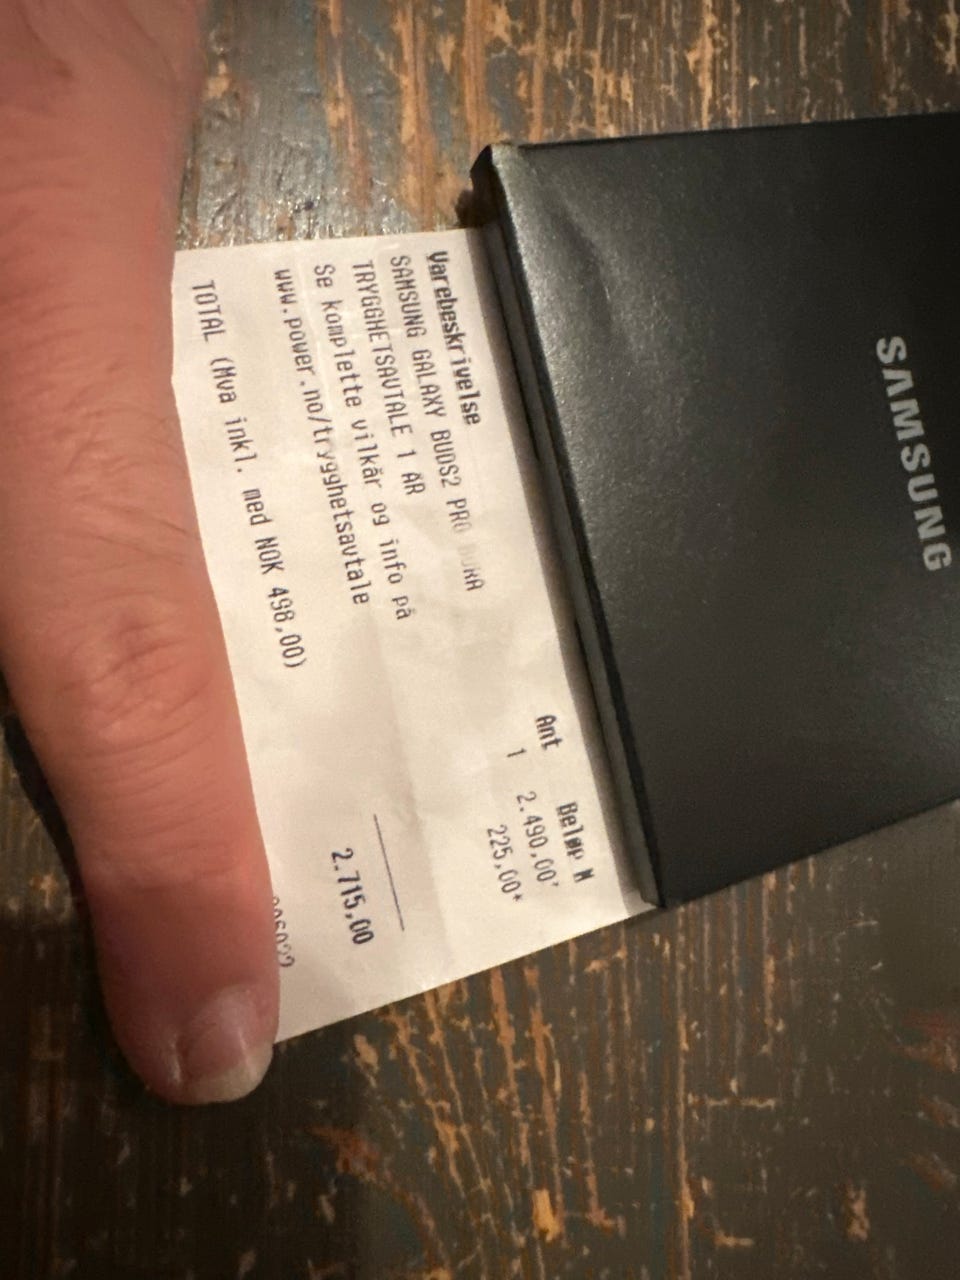 SAMSUNG
Varebeskrivelse Ant Beløp M
SAMSUNG GALAXY BUDS2 PRO 1 2.490,00'
TRYGGHETSAVTALE 1 ÅR 225,00*
Se komplette vilkår og info på
www.power.no/trygghetsavtale
TOTAL (Mva inkl. med NOK 498,00) 2.715,00